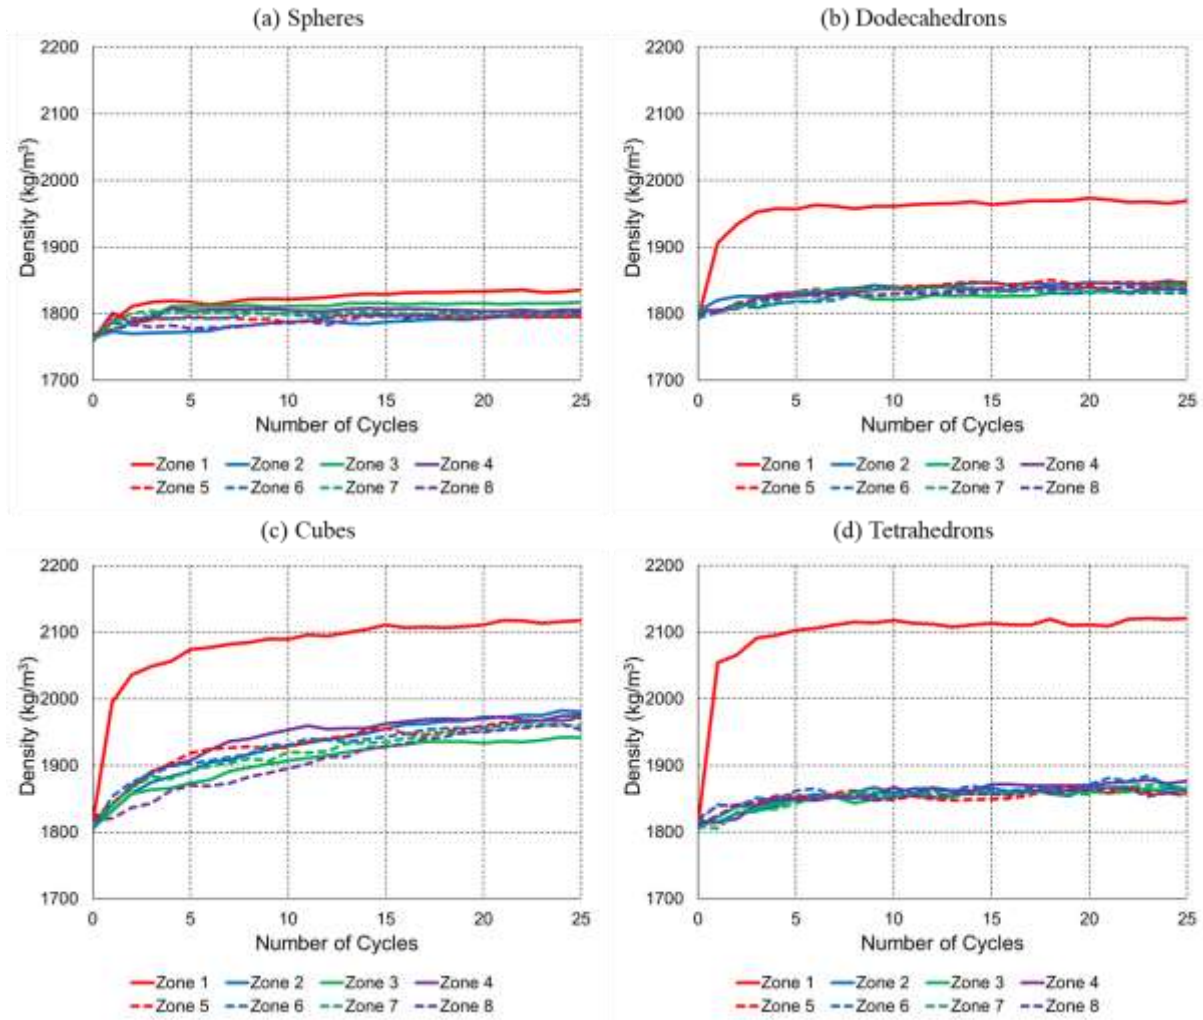 (a) Spheres
2200
2100
2000
1900
1800
1700
Density (kg/m³)
0 5 10 15 20 25
Number of Cycles
Zone 1 Zone 2 Zone 3 Zone 4
Zone 5 Zone 6 Zone 7 Zone 8
(b) Dodecahedrons
2200
2100
2000
1900
1800
1700
Density (kg/m³)
0 5 10 15 20 25
Number of Cycles
Zone 1 Zone 2 Zone 3 Zone 4
Zone 5 Zone 6 Zone 7 Zone 8
(c) Cubes
2200
2100
2000
1900
1800
1700
Density (kg/m³)
0 5 10 15 20 25
Number of Cycles
Zone 1 Zone 2 Zone 3 Zone 4
Zone 5 Zone 6 Zone 7 Zone 8
(d) Tetrahedrons
2200
2100
2000
1900
1800
1700
Density (kg/m³)
0 5 10 15 20 25
Number of Cycles
Zone 1 Zone 2 Zone 3 Zone 4
Zone 5 Zone 6 Zone 7 Zone 8